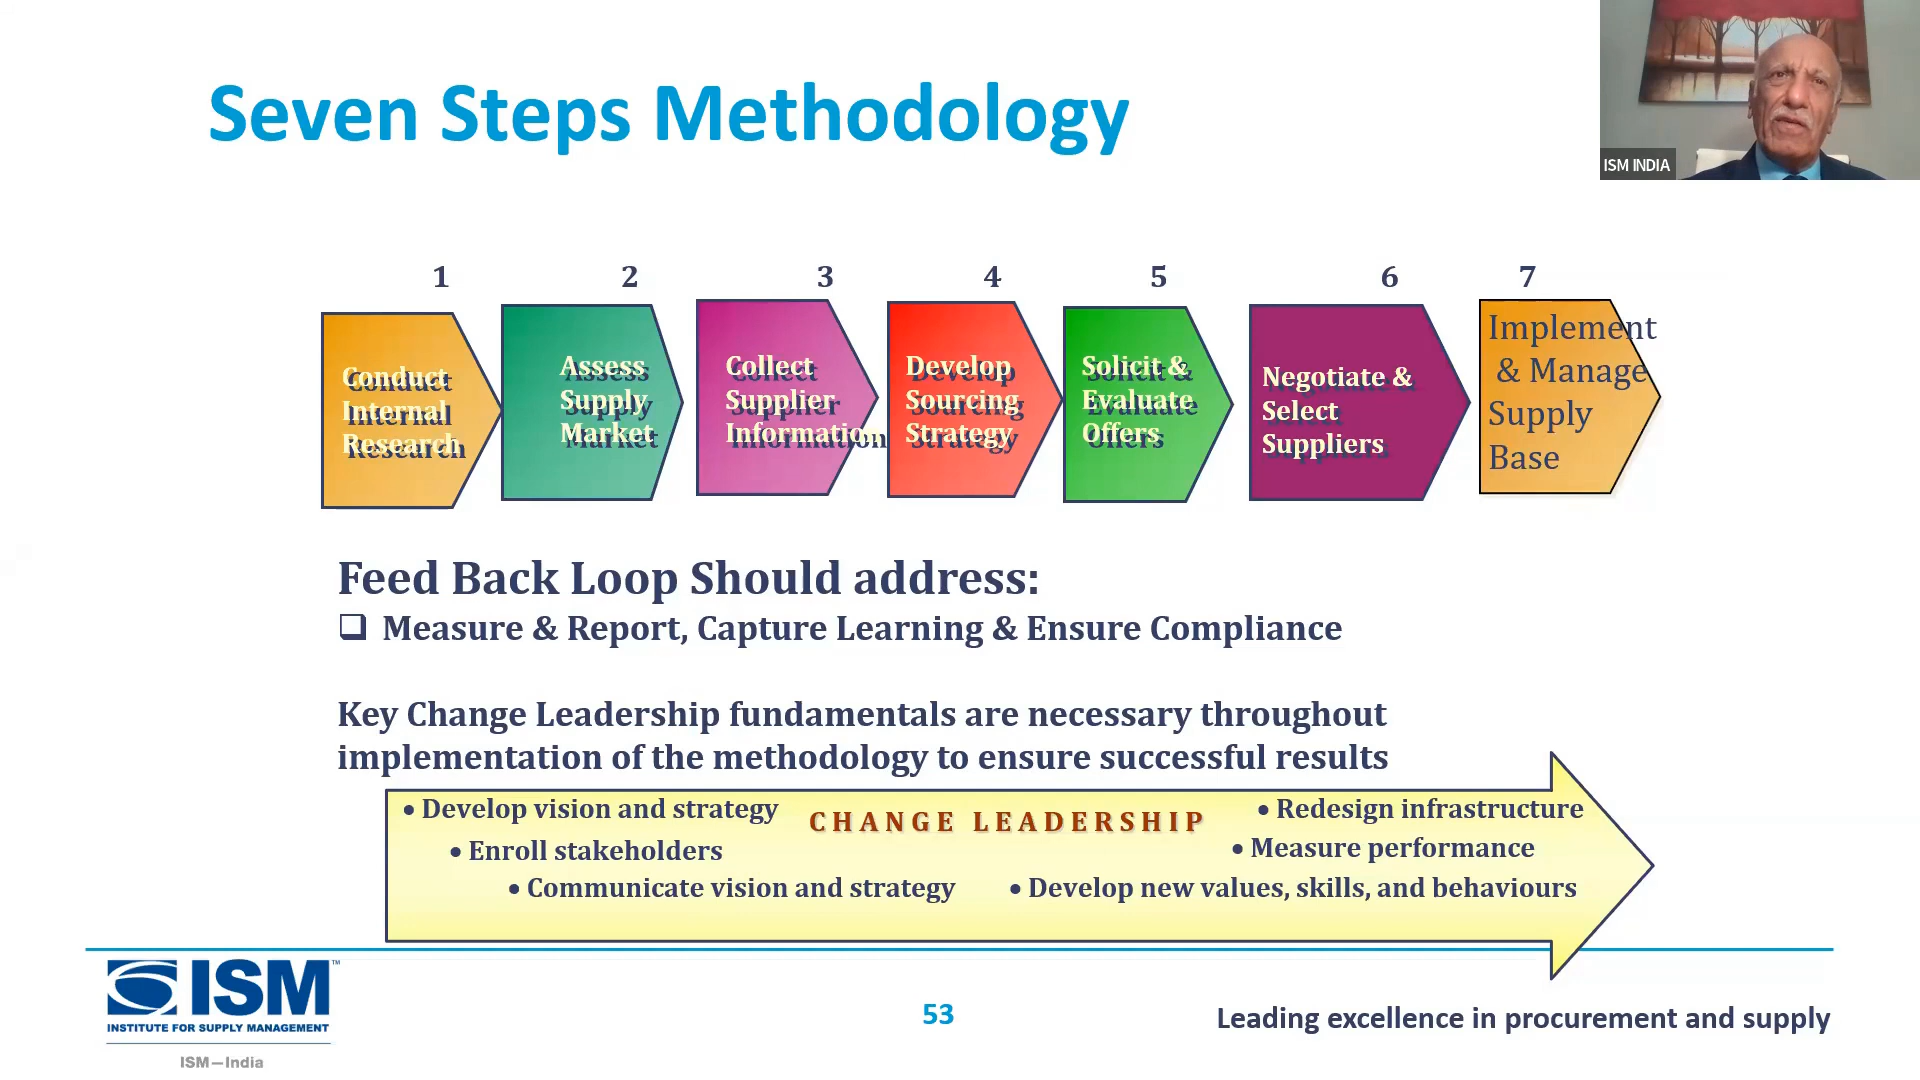 Seven Steps Methodology
ISM INDIA
1 2 3 4 5 6 7
Conduct
Internal
Research
Assess
Supply
Market
Collect
Supplier
Information
Develop
Sourcing
Strategy
Solicit &
Evaluate
Offers
Negotiate &
Select
Suppliers
Implement
& Manage
Supply
Base
Feed Back Loop Should address:
❑ Measure & Report, Capture Learning & Ensure Compliance
Key Change Leadership fundamentals are necessary throughout
implementation of the methodology to ensure successful results
CHANGE LEADERSHIP
• Develop vision and strategy
• Enroll stakeholders
• Communicate vision and strategy
• Redesign infrastructure
• Measure performance
• Develop new values, skills, and behaviours
ISM™
INSTITUTE FOR SUPPLY MANAGEMENT
ISM—India
53
Leading excellence in procurement and supply